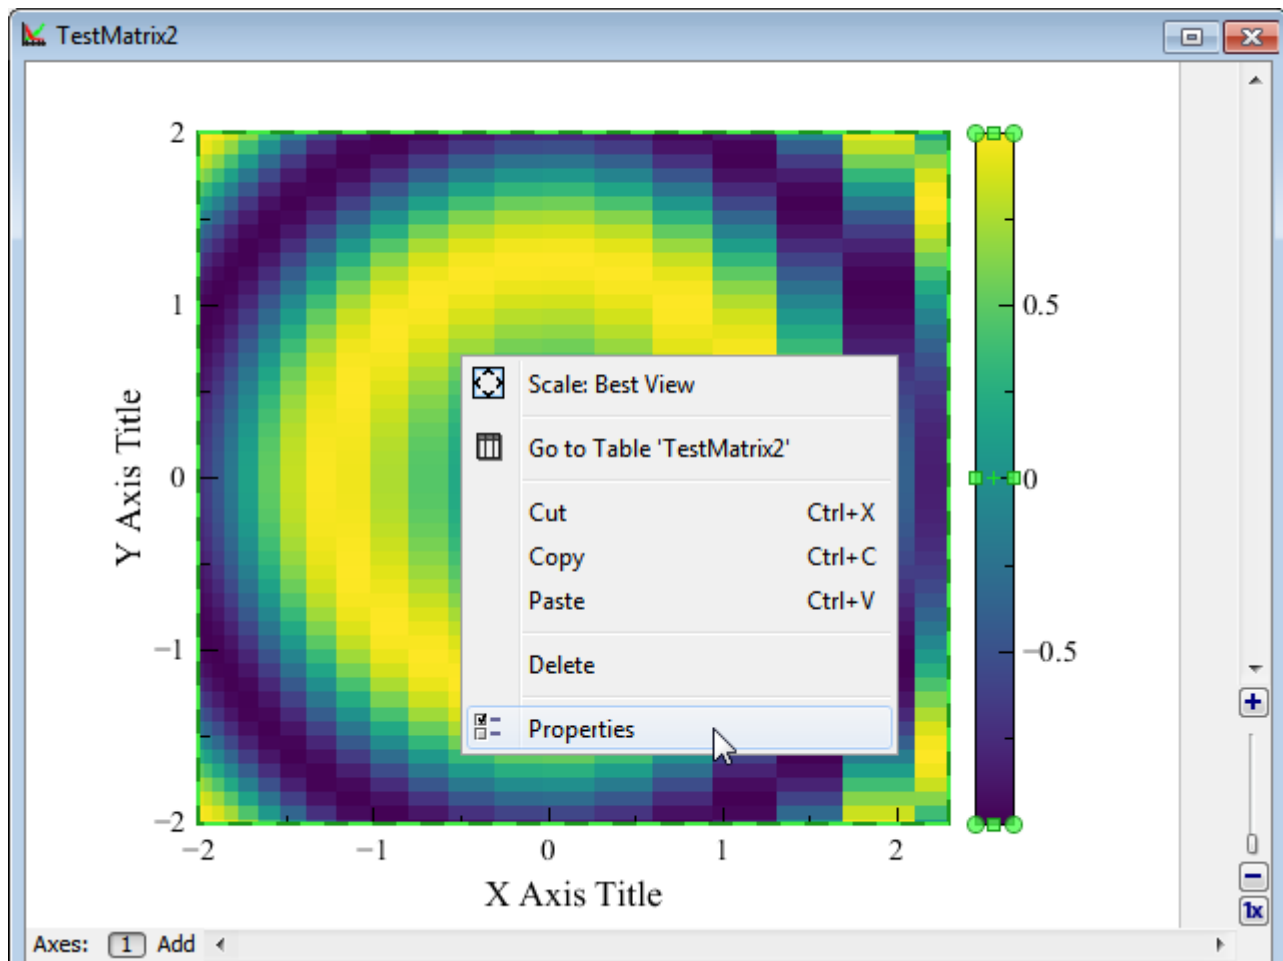 TestMatrix2
2
1
0
−1
−2
Y Axis Title
−2 −1 0 1 2
X Axis Title
0.5
0
−0.5
Scale: Best View
Go to Table 'TestMatrix2'
Cut Ctrl+X
Copy Ctrl+C
Paste Ctrl+V
Delete
Properties
1x
Axes: 1 Add